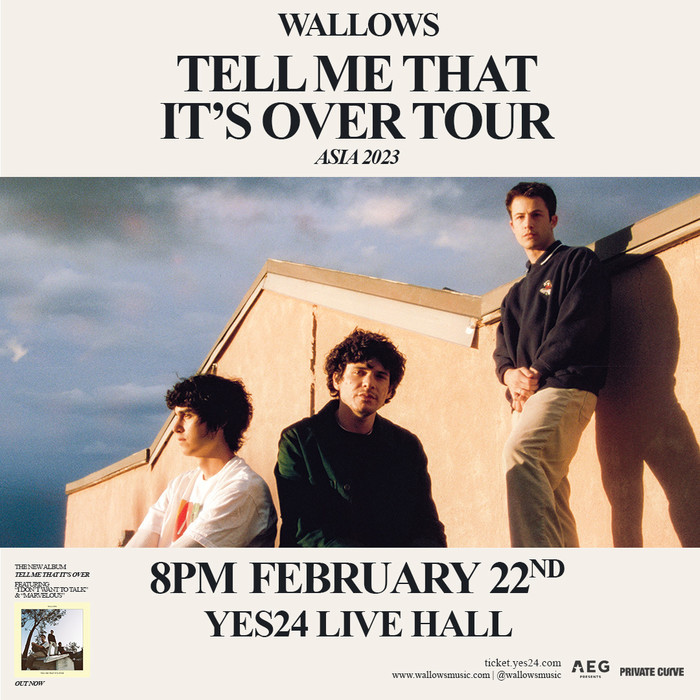 WALLOWS
TELL ME THAT
IT'S OVER TOUR
ASIA 2023
THE NEW ALBUM
TELL ME THAT IT'S OVER
FEATURING
"I DON'T WANT TO TALK"
& "MARVELOUS"
OUT NOW
8PM FEBRUARY 22ND
YES24 LIVE HALL
ticket.yes24.com
www.wallowsmusic.com | @wallowsmusic
AEG
PRESENTS
PRIVATE CURVE